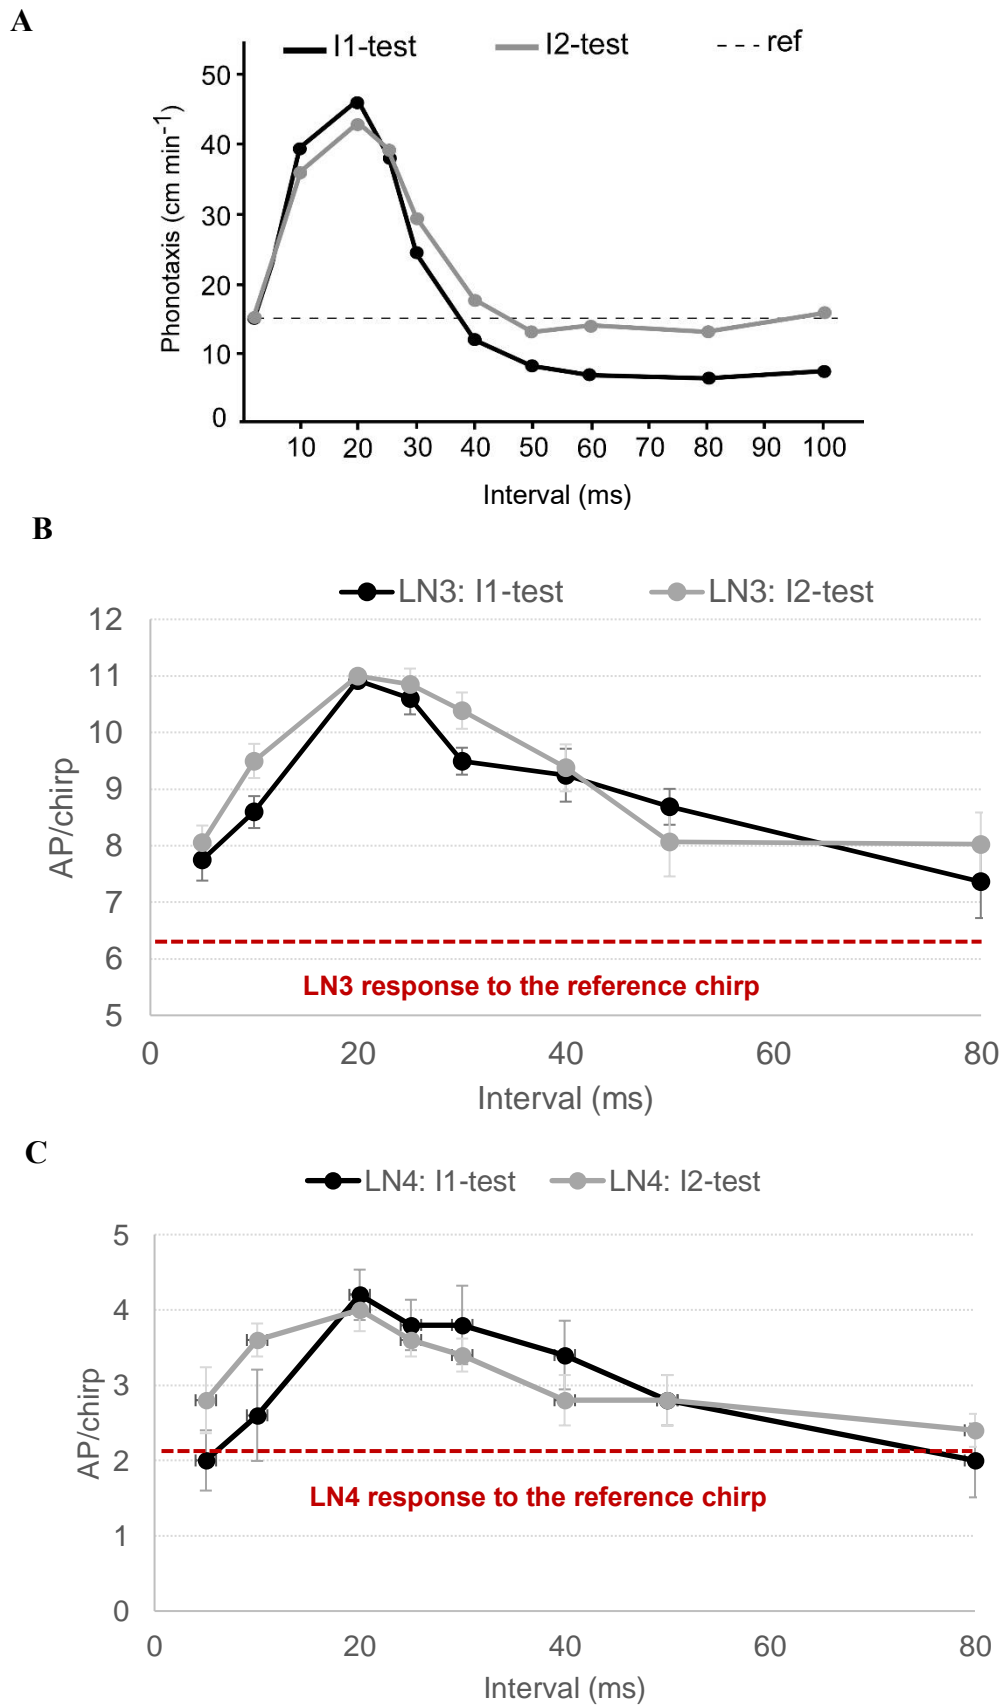 A
I1-test I2-test ref
Phonotaxis (cm min-1)
50
40
30
20
10
0
10 20 30 40 50 60 70 80 90 100
Interval (ms)
B
LN3: I1-test LN3: I2-test
AP/chirp
12
11
10
9
8
7
6
5
LN3 response to the reference chirp
0 20 40 60 80
Interval (ms)
C
LN4: I1-test LN4: I2-test
AP/chirp
5
4
3
2
1
0
LN4 response to the reference chirp
0 20 40 60 80
Interval (ms)